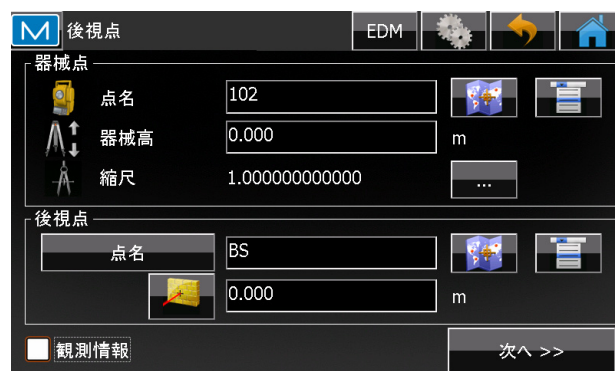 後視点 EDM
器械点
点名 102
器械高 0.000 m
縮尺 1.000000000000 ...
後視点
点名 BS
0.000 m
観測情報 次へ >>